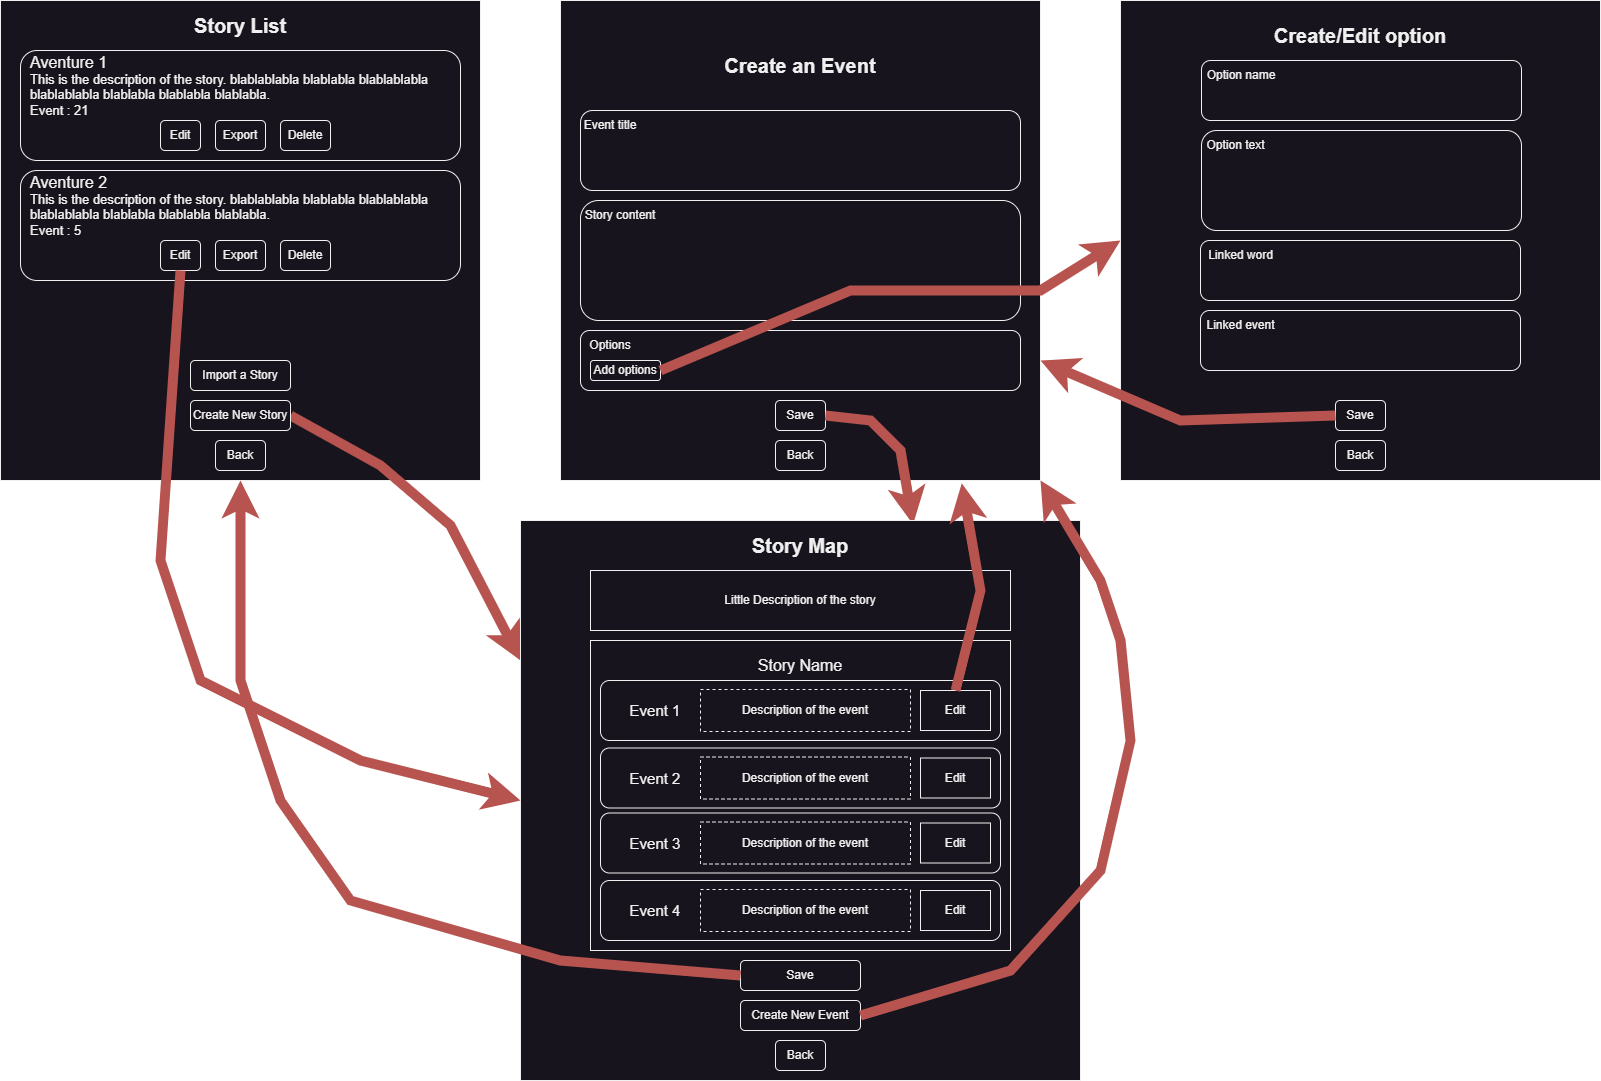 Story List
Aventure 1
This is the description of the story. blablablabla blablabla blablablabla
blablablabla blablabla blablabla blablabla.
Event : 21
Edit
Export
Delete
Aventure 2
This is the description of the story. blablablabla blablabla blablablabla
blablablabla blablabla blablabla blablabla.
Event : 5
Edit
Export
Delete
Import a Story
Create New Story
Back
Create an Event
Event title
Story content
Options
Add options
Save
Back
Create/Edit option
Option name
Option text
Linked word
Linked event
Save
Back
Story Map
Little Description of the story
Story Name
Event 1
Description of the event
Edit
Event 2
Description of the event
Edit
Event 3
Description of the event
Edit
Event 4
Description of the event
Edit
Save
Create New Event
Back